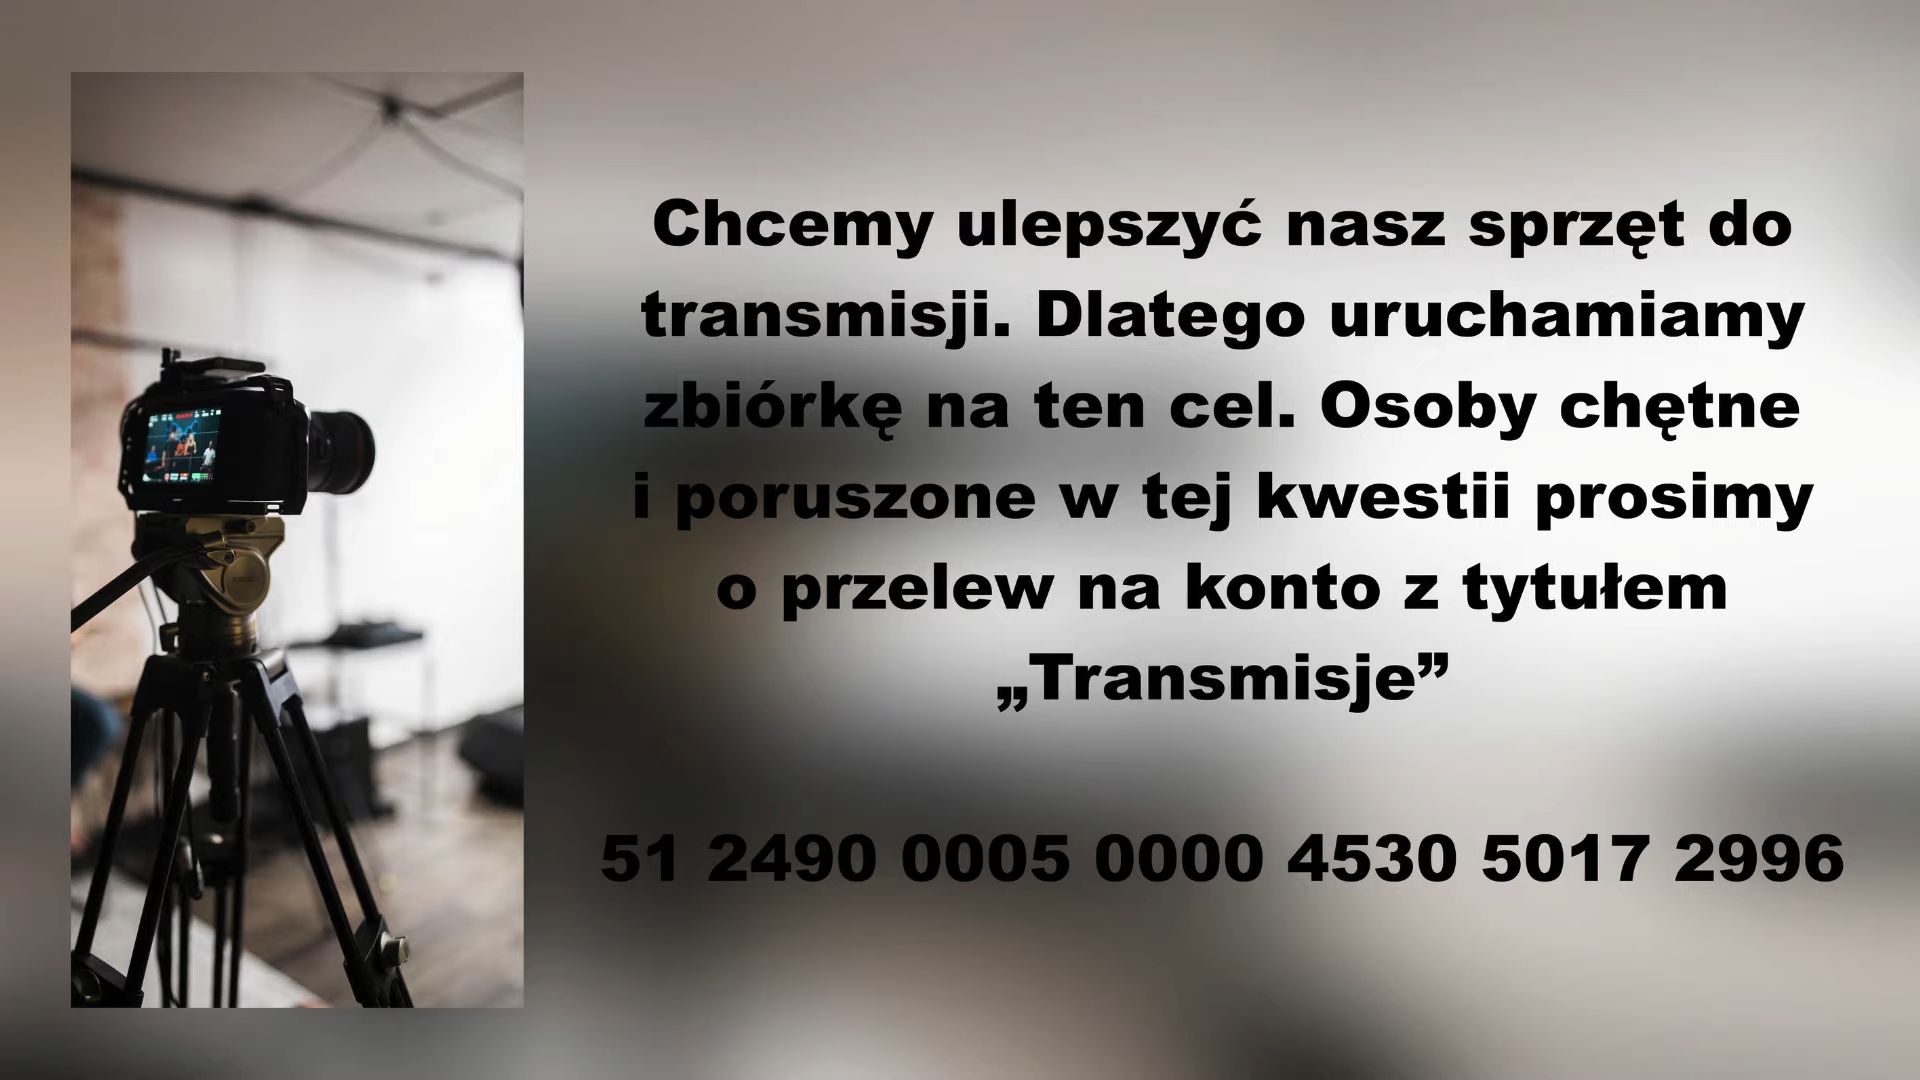 Chcemy ulepszyć nasz sprzęt do
transmisji. Dlatego uruchamiamy
zbiórkę na ten cel. Osoby chętne
i poruszone w tej kwestii prosimy
o przelew na konto z tytułem
„Transmisje”
51 2490 0005 0000 4530 5017 2996